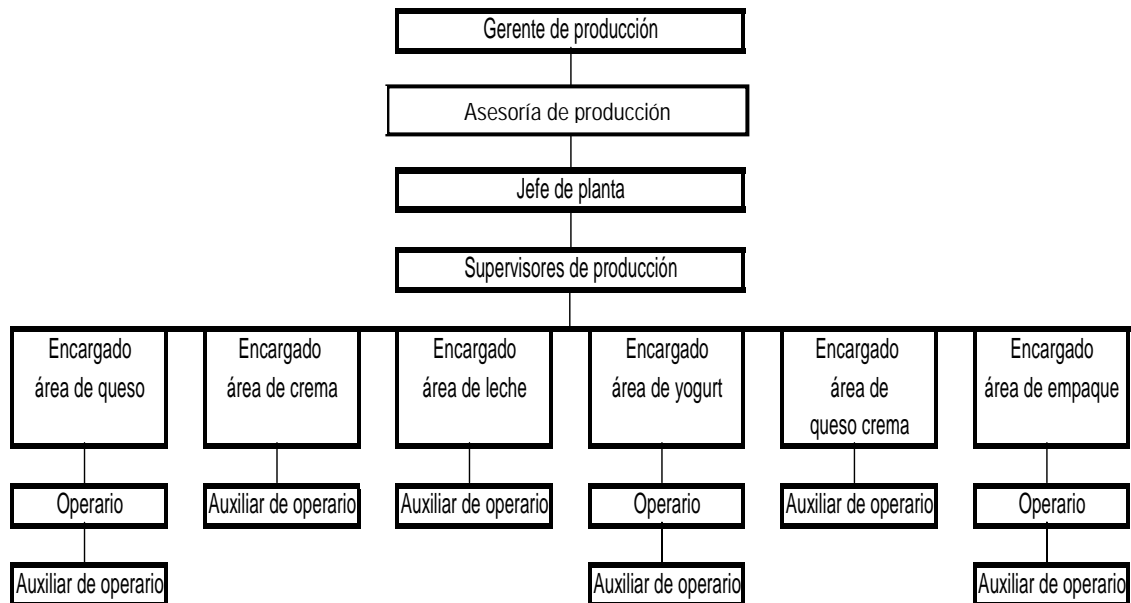 Gerente de producción
Asesoría de producción
Jefe de planta
Supervisores de producción
Encargado
área de queso
Encargado
área de crema
Encargado
área de leche
Encargado
área de yogurt
Encargado
área de
queso crema
Encargado
área de empaque
Operario
Auxiliar de operario
Auxiliar de operario
Operario
Auxiliar de operario
Operario
Auxiliar de operario
Auxiliar de operario
Auxiliar de operario